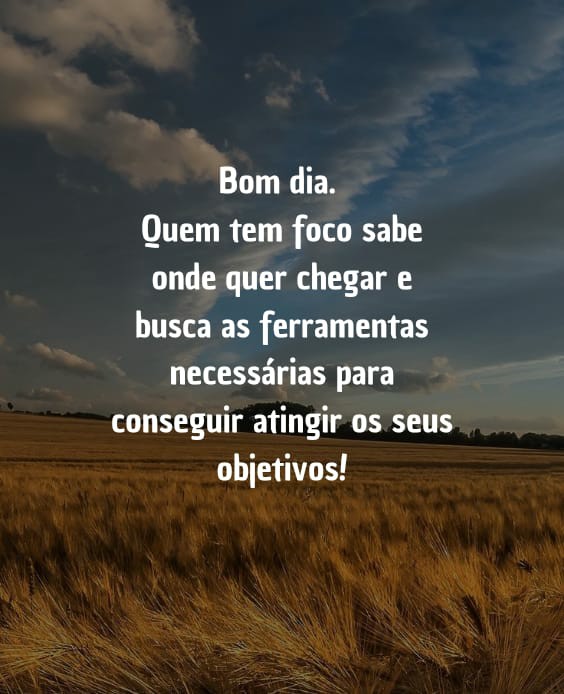 Bom dia.
Quem tem foco sabe
onde quer chegar e
busca as ferramentas
necessárias para
conseguir atingir os seus
objetivos!